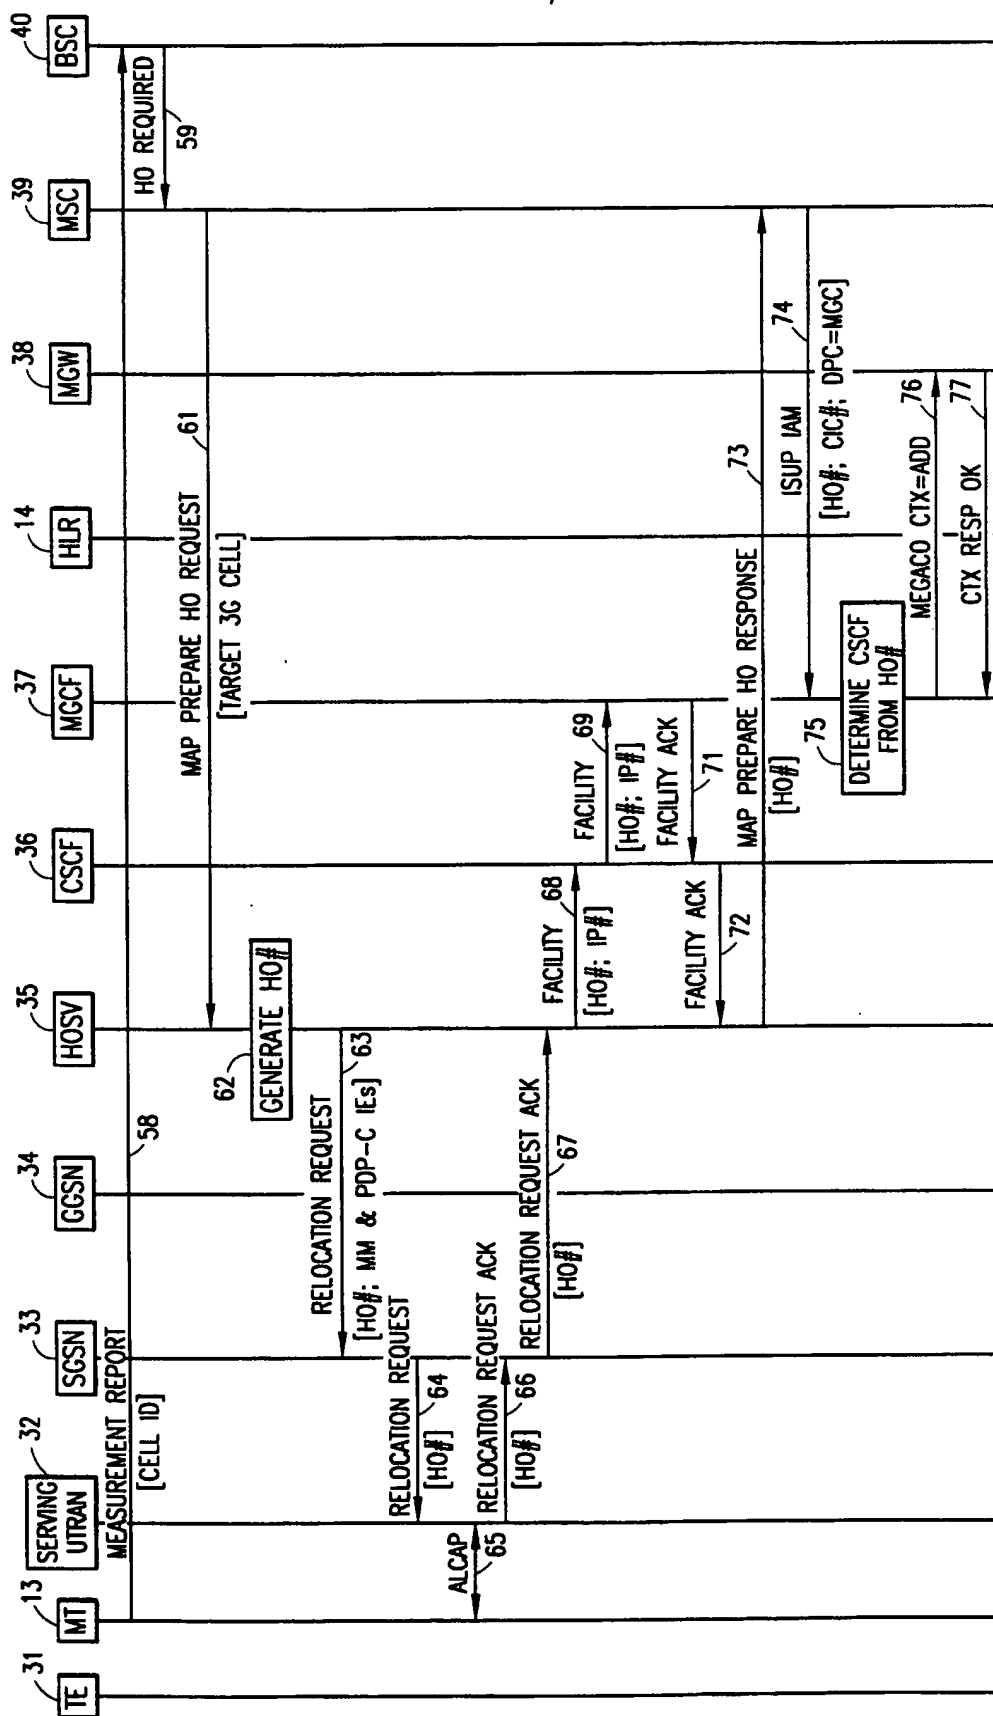 31
TE
13
MT
32
SERVING
UTRAN
33
SGSN
34
GGSN
35
HOSV
36
CSCF
37
MGCF
14
HLR
38
MGW
39
MSC
40
BSC
MEASUREMENT REPORT
[CELL ID]
58
HO REQUIRED
59
MAP PREPARE HO REQUEST
61
[TARGET 3G CELL]
62
GENERATE HO#
RELOCATION REQUEST
63
[HO#; MM & PDP-C IEs]
RELOCATION REQUEST
64
[HO#]
ALCAP
65
RELOCATION REQUEST ACK
66
[HO#]
RELOCATION REQUEST ACK
67
[HO#]
FACILITY
68
[HO#; IP#]
FACILITY
69
[HO#; IP#]
FACILITY ACK
71
FACILITY ACK
72
MAP PREPARE HO RESPONSE
73
[HO#]
74
ISUP IAM
[HO#; CIC#; DPC=MGC]
75
DETERMINE CSCF
FROM HO#
MEGACO CTX=ADD
76
CTX RESP OK
77